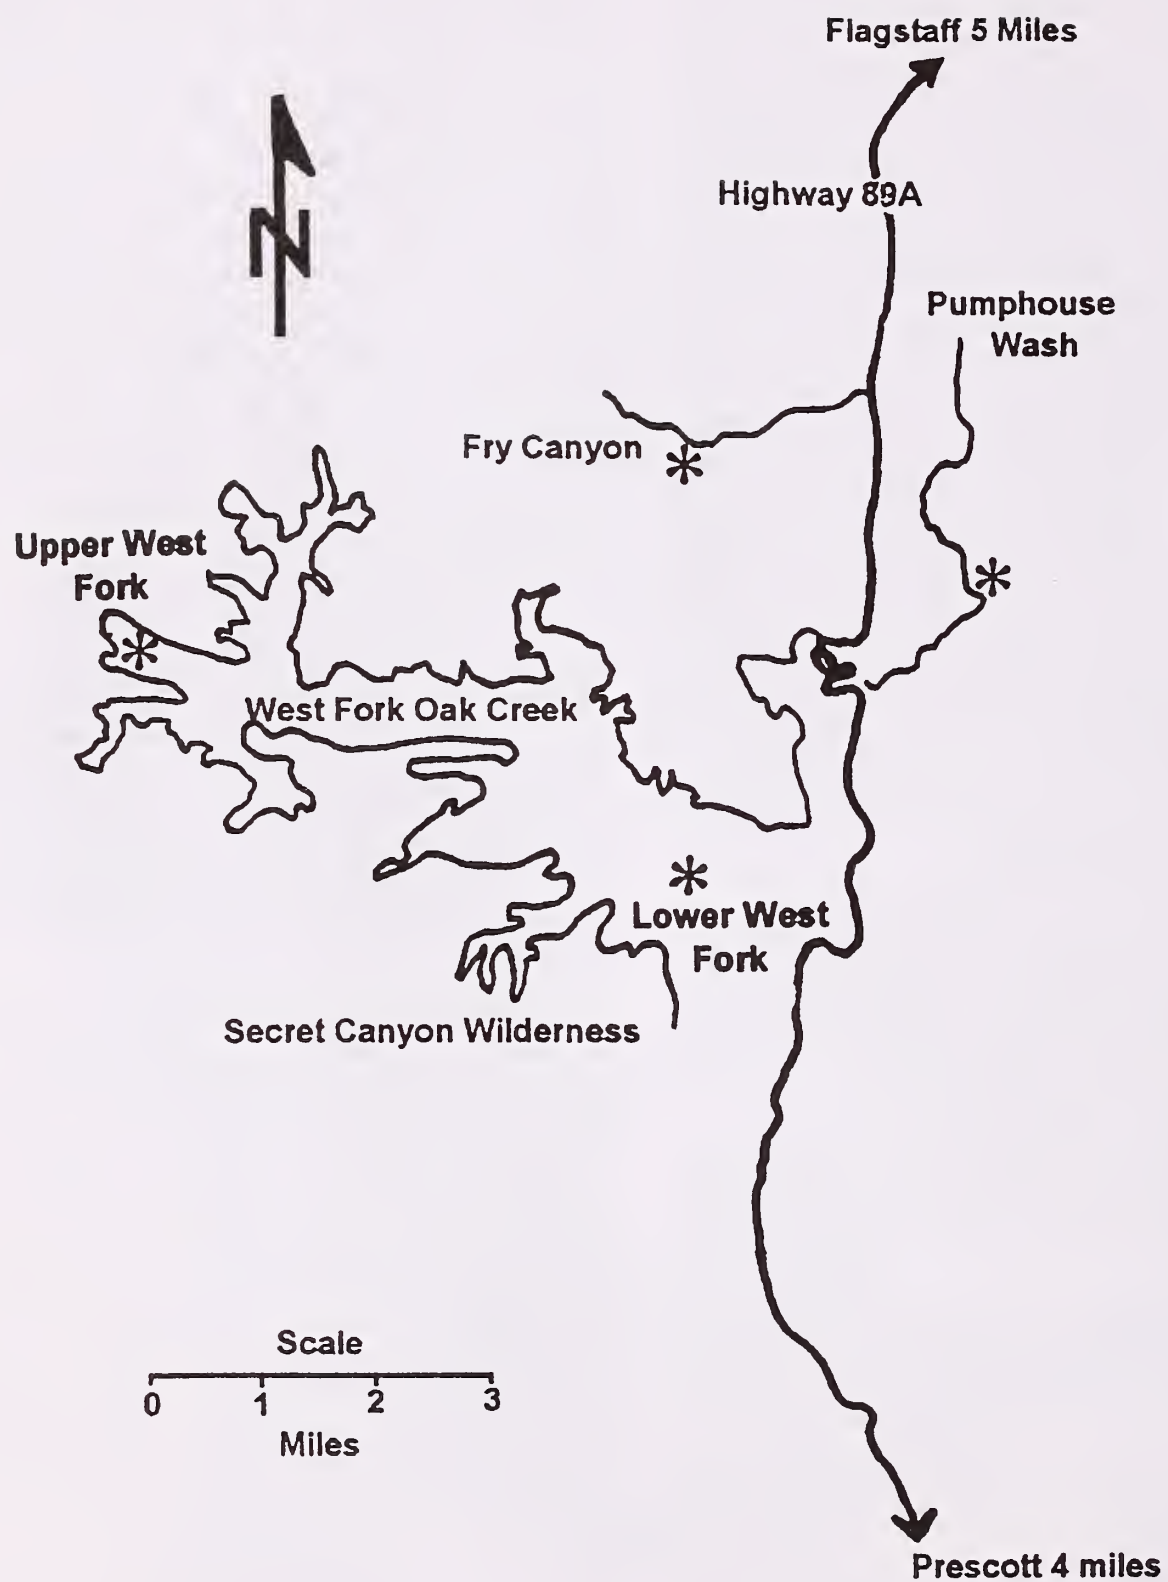 Flagstaff 5 Miles
N
Highway 89A
Pumphouse
Wash
Fry Canyon
Upper West
Fork
West Fork Oak Creek
Lower West
Fork
Secret Canyon Wilderness
Scale
0 1 2 3
Miles
Prescott 4 miles